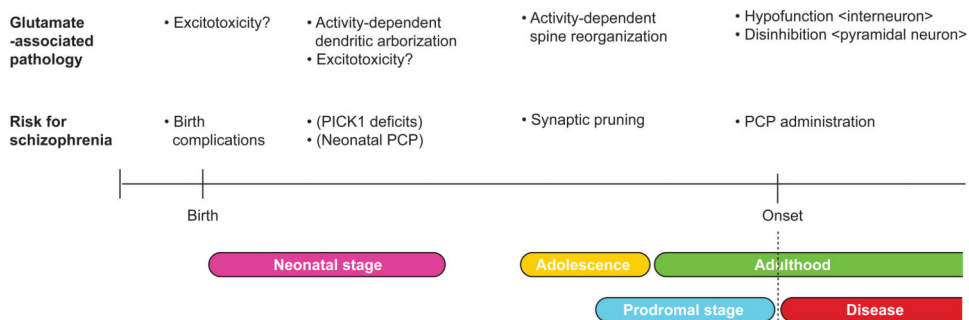 Glutamate
-associated
pathology
• Excitotoxicity?
• Activity-dependent
dendritic arborization
• Excitotoxicity?
• Activity-dependent
spine reorganization
• Hypofunction <interneuron>
• Disinhibition <pyramidal neuron>
Risk for
schizophrenia
• Birth
complications
• (PICK1 deficits)
• (Neonatal PCP)
• Synaptic pruning
• PCP administration
Birth
Onset
Neonatal stage
Adolescence
Adulthood
Prodromal stage
Disease